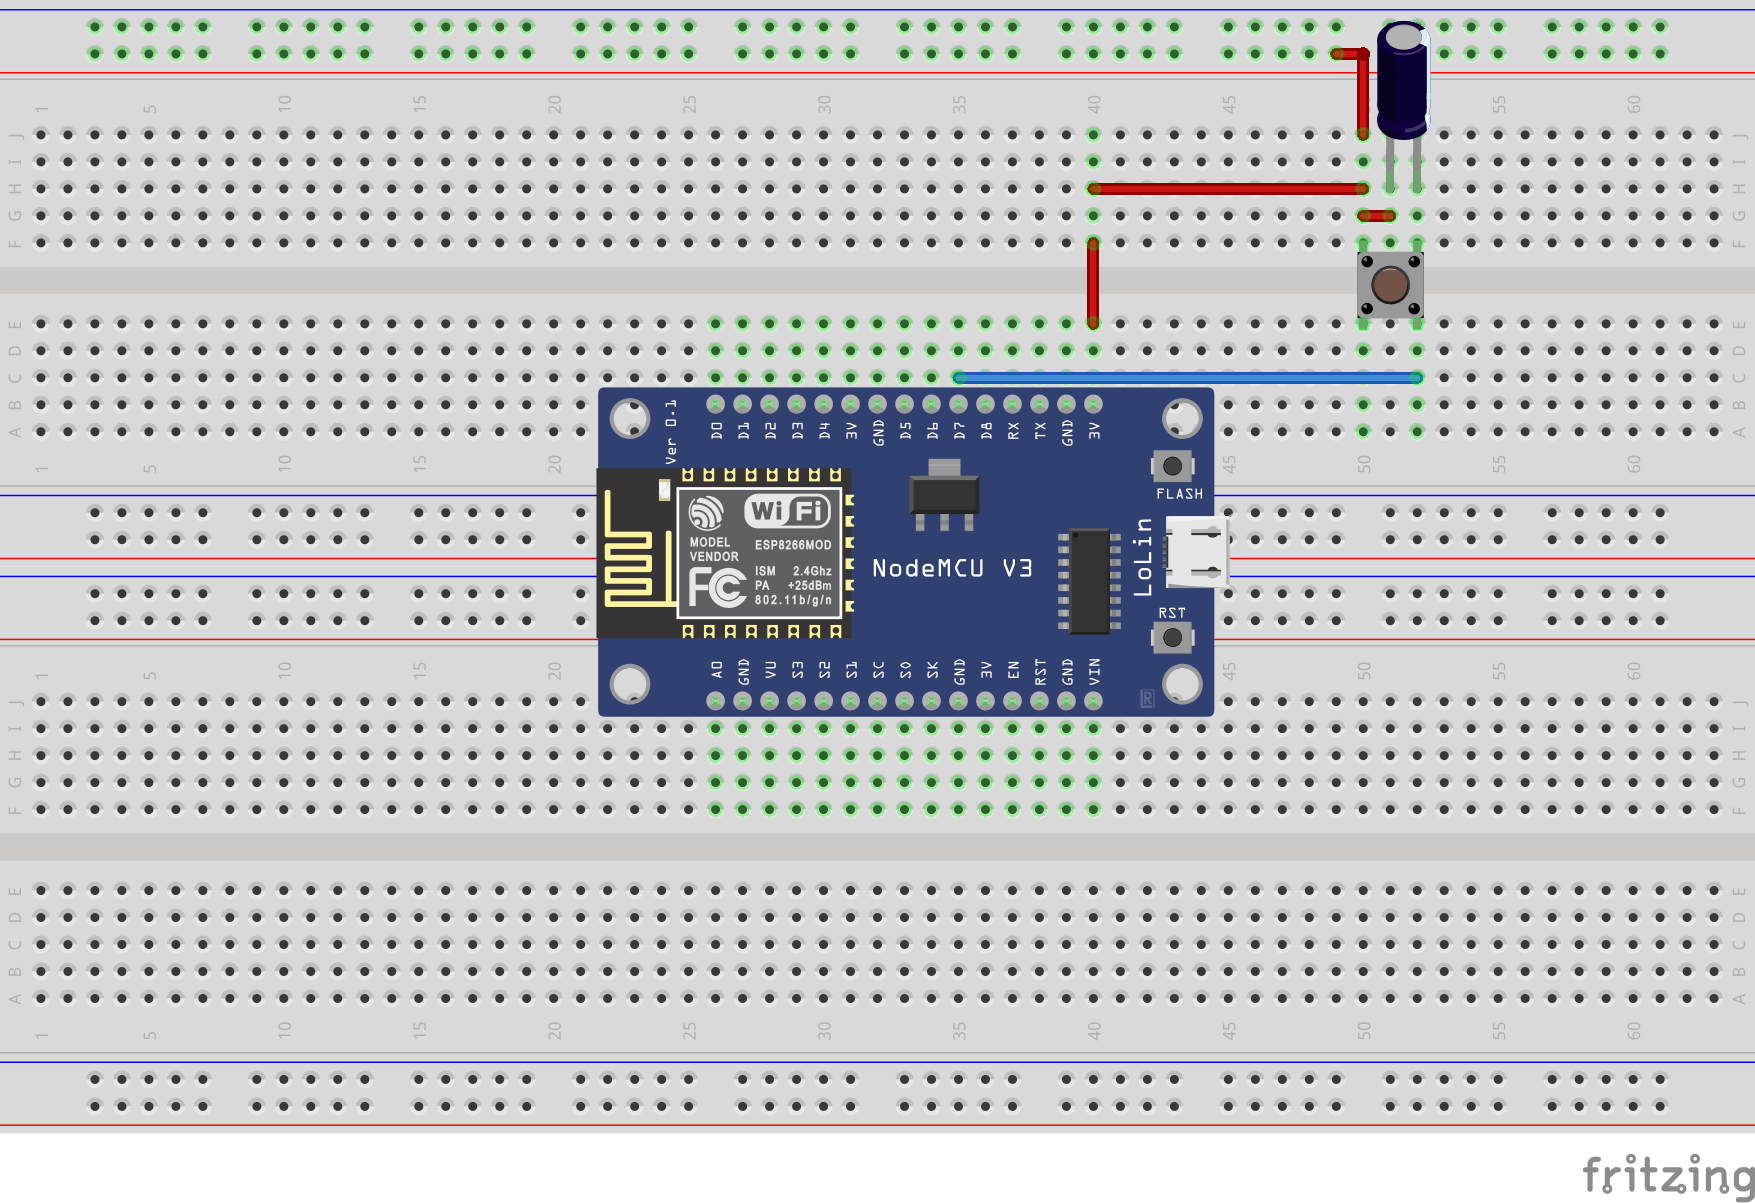 1 5 10 15 20 25 30 35 40 45 50 55 60
J J
I I
H H
G G
F F
E E
D D
C C
B B
A A
Ver 0.1
D0 D1 D2 D3 D4 3V GND D5 D6 D7 D8 RX TX GND 3V
1 5 10 15 20 45 50 55 60
FLASH
WiFi
MODEL ESP8266MOD
VENDOR
ISM 2.4Ghz
PA +25dBm
802.11b/g/n
FC
NodeMCU V3
LoLin
RST
A0 GND VU S3 S2 S1 SC S0 SK GND 3V EN RST GND VIN
R
1 5 10 15 20 45 50 55 60
J J
I I
H H
G G
F F
E E
D D
C C
B B
A A
1 5 10 15 20 25 30 35 40 45 50 55 60
fritzing